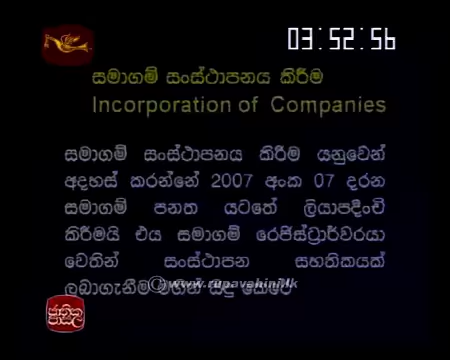 03:52:56
සමාගම් සංස්ථාපනය කිරීම
Incorporation of Companies
සමාගම් සංස්ථාපනය කිරීම යනුවෙන්
අදහස් කරන්නේ 2007 අංක 07 දරන
සමාගම් පනත යටතේ ලියාපදිංචි
කිරීමයි එය සමාගම් රෙජිස්ට්‍රාර්වරයා
වෙතින් සංස්ථාපන සහතිකයක්
ලබාගැනීම
www.rupavahini.lk